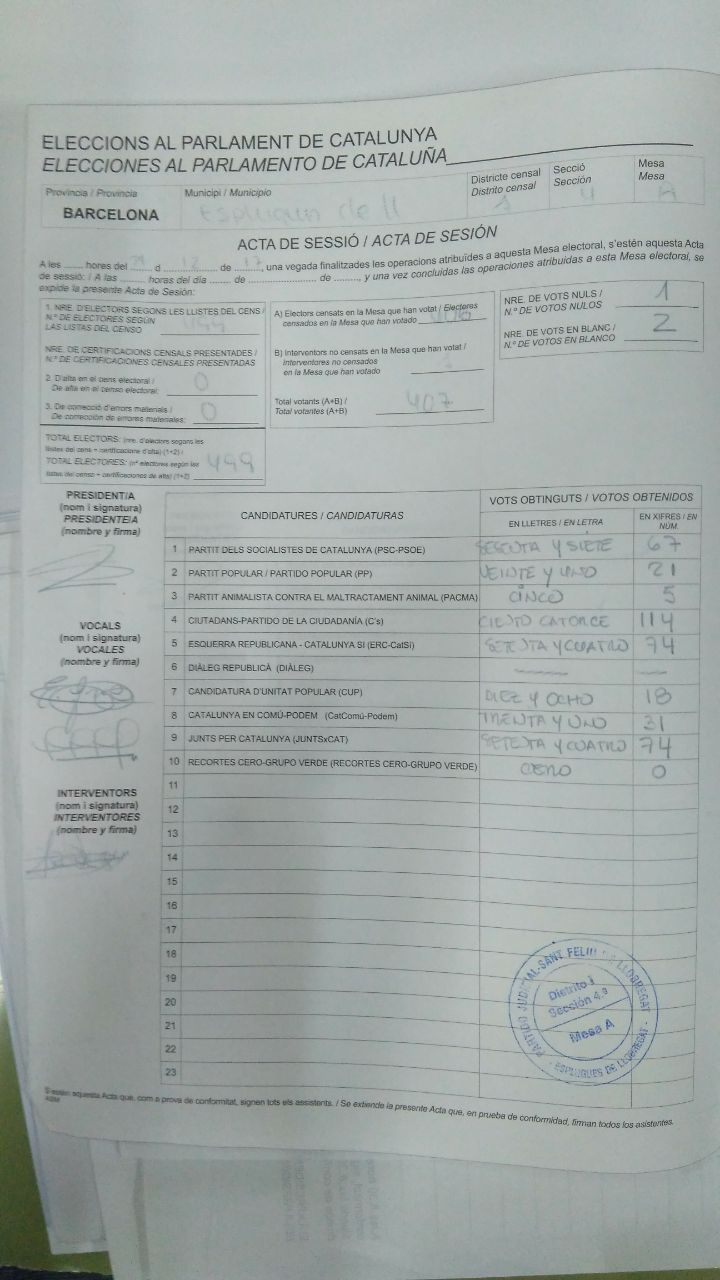 ELECCIONS AL PARLAMENT DE CATALUNYA
ELECCIONES AL PARLAMENTO DE CATALUÑA
Província / Provincia
Municipi / Municipio
Districte censal
Distrito censal
Secció
Sección
Mesa
Mesa
BARCELONA
1 4 A
ACTA DE SESSIÓ / ACTA DE SESIÓN
A les ...... hores del ...... d ...... de ......, una vegada finalitzades les operacions atribuïdes a aquesta Mesa electoral, s'estén aquesta Acta
de sessió: / A las ...... horas del día ...... de ...... de ......, y una vez concluidas las operaciones atribuidas a esta Mesa electoral, se
expide la presente Acta de Sesión:
1. NRE. D'ELECTORS SEGONS LES LLISTES DEL CENS /
N.º DE ELECTORES SEGÚN
LAS LISTAS DEL CENSO
NRE. DE CERTIFICACIONS CENSALS PRESENTADES /
N.º DE CERTIFICACIONES CENSALES PRESENTADAS
2. D'alta en el cens electoral /
De alta en el censo electoral: 0
3. De correcció d'errors materials /
De corrección de errores materiales: 0
TOTAL ELECTORS: (nre. d'electors segons les
llistes del cens + certificacions d'alta) (1+2) /
TOTAL ELECTORES: (nº electores según las 499
listas del censo + certificaciones de alta) (1+2)
A) Electors censats en la Mesa que han votat / Electores
censados en la Mesa que han votado
B) Interventors no censats en la Mesa que han votat /
Interventores no censados
en la Mesa que han votado
Total votants (A+B) /
Total votantes (A+B) 407
NRE. DE VOTS NULS /
N.º DE VOTOS NULOS 1
NRE. DE VOTS EN BLANC /
N.º DE VOTOS EN BLANCO 2
PRESIDENT/A
(nom i signatura)
PRESIDENTE/A
(nombre y firma)
VOCALS
(nom i signatura)
VOCALES
(nombre y firma)
INTERVENTORS
(nom i signatura)
INTERVENTORES
(nombre y firma)
CANDIDATURES / CANDIDATURAS
VOTS OBTINGUTS / VOTOS OBTENIDOS
EN LLETRES / EN LETRA
EN XIFRES / EN
NÚM.
1 PARTIT DELS SOCIALISTES DE CATALUNYA (PSC-PSOE) SESENTA Y SIETE 67
2 PARTIT POPULAR / PARTIDO POPULAR (PP) VEINTE Y UNO 21
3 PARTIT ANIMALISTA CONTRA EL MALTRACTAMENT ANIMAL (PACMA) CINCO 5
4 CIUTADANS-PARTIDO DE LA CIUDADANÍA (C's) CIENTO CATORCE 114
5 ESQUERRA REPUBLICANA - CATALUNYA SÍ (ERC-CatSí) SETENTA Y CUATRO 74
6 DIÀLEG REPUBLICÀ (DIÀLEG)
7 CANDIDATURA D'UNITAT POPULAR (CUP) DIEZ Y OCHO 18
8 CATALUNYA EN COMÚ-PODEM (CatComú-Podem) TREINTA Y UNO 31
9 JUNTS PER CATALUNYA (JUNTSxCAT) SETENTA Y CUATRO 74
10 RECORTES CERO-GRUPO VERDE (RECORTES CERO-GRUPO VERDE) CERO 0
11
12
13
14
15
16
17
18
19
20
21
22
23
PARTIDO JUDICIAL-SANT FELIU DE LLOBREGAT
Distrito 1
Sección 4.ª
Mesa A
- ESPLUGUES DE LLOBREGAT -
S'estén aquesta Acta que, com a prova de conformitat, signen tots els assistents. / Se extiende la presente Acta que, en prueba de conformidad, firman todos los asistentes.